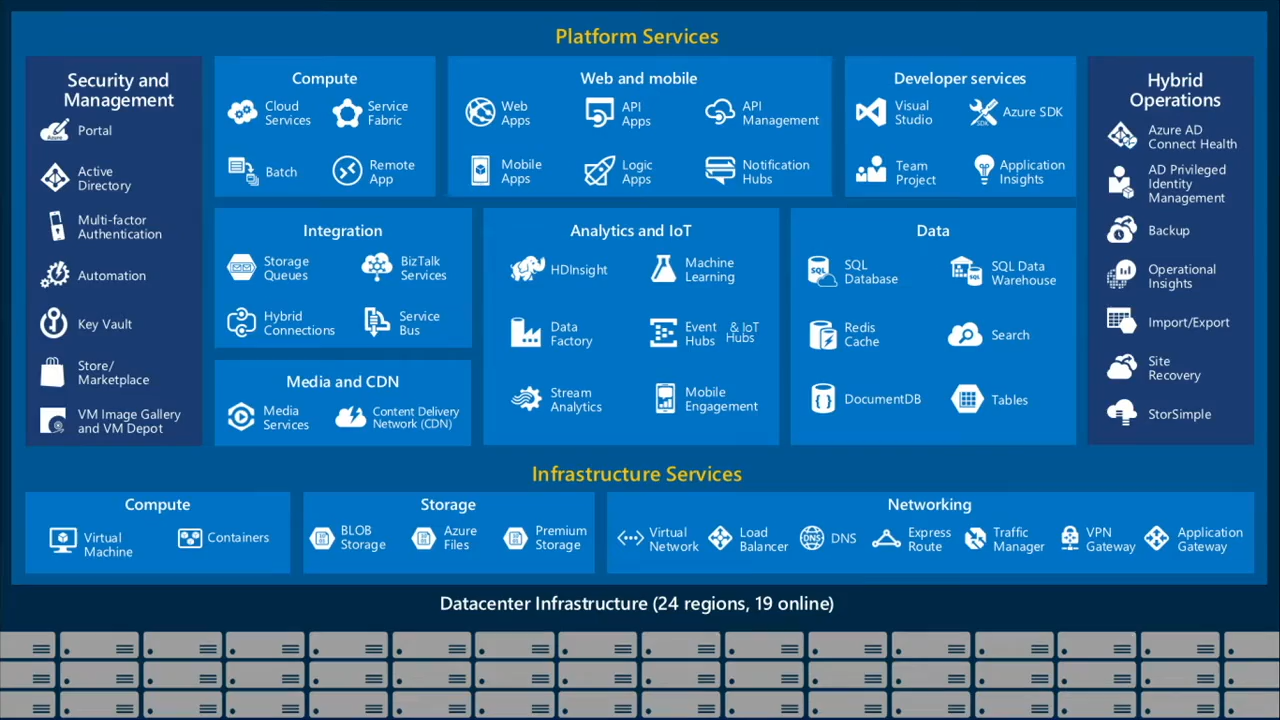 Platform Services
Security and
Management
Portal
Azure
Active
Directory
Multi-factor
Authentication
Automation
Key Vault
Store/
Marketplace
VM Image Gallery
and VM Depot
Compute
Cloud
Services
Service
Fabric
Batch
Remote
App
Web and mobile
Web
Apps
API
Apps
API
Management
Mobile
Apps
Logic
Apps
Notification
Hubs
Developer services
Visual
Studio
SDK
Azure SDK
Team
Project
Application
Insights
Hybrid
Operations
Azure AD
Connect Health
AD Privileged
Identity
Management
Backup
Operational
Insights
Import/Export
Site
Recovery
StorSimple
Integration
Storage
Queues
BizTalk
Services
Hybrid
Connections
Service
Bus
Media and CDN
Media
Services
Content Delivery
Network (CDN)
Analytics and IoT
HDInsight
Machine
Learning
Data
Factory
Event
Hubs
& IoT
Hubs
Stream
Analytics
Mobile
Engagement
Data
SQL
SQL
Database
SQL
SQL Data
Warehouse
Redis
Cache
Search
DocumentDB
Tables
Infrastructure Services
Compute
Virtual
Machine
Containers
Storage
BLOB
Storage
Azure
Files
Premium
Storage
Networking
Virtual
Network
Load
Balancer
DNS
DNS
Express
Route
Traffic
Manager
VPN
Gateway
Application
Gateway
Datacenter Infrastructure (24 regions, 19 online)